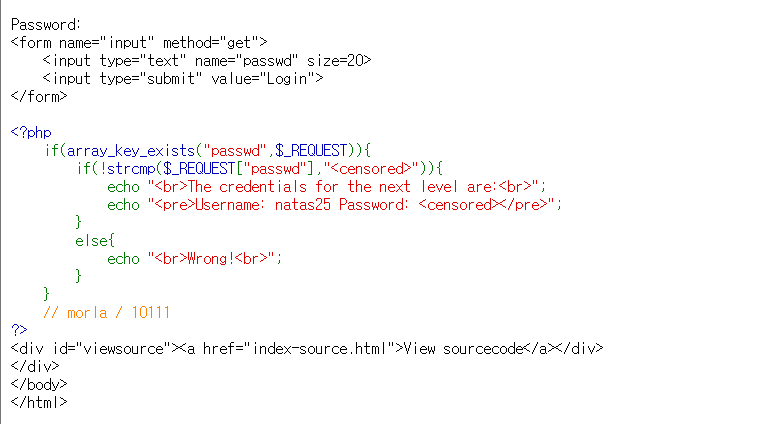 Password:
<form name="input" method="get">
    <input type="text" name="passwd" size=20>
    <input type="submit" value="Login">
</form>

<?php
    if(array_key_exists("passwd",$_REQUEST)){
        if(!strcmp($_REQUEST["passwd"],"<censored>")){
            echo "<br>The credentials for the next level are:<br>";
            echo "<pre>Username: natas25 Password: <censored></pre>";
        }
        else{
            echo "<br>Wrong!<br>";
        }
    }
    // morla / 10111
?>
<div id="viewsource"><a href="index-source.html">View sourcecode</a></div>
</div>
</body>
</html>